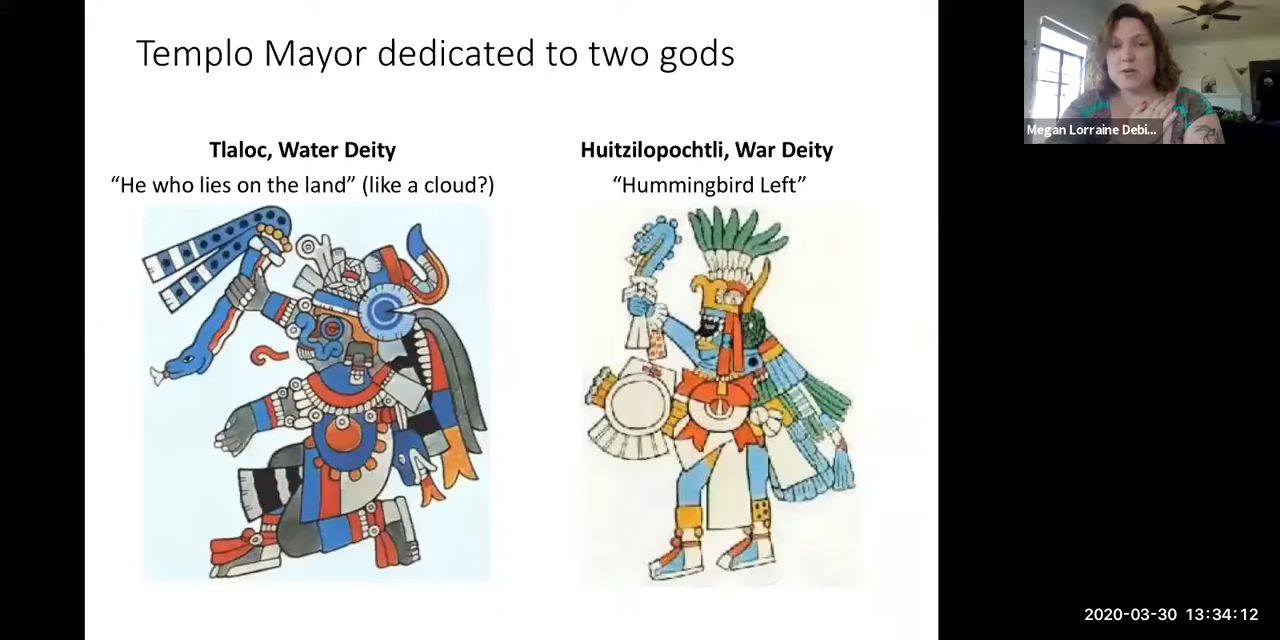 Templo Mayor dedicated to two gods
Tlaloc, Water Deity
“He who lies on the land” (like a cloud?)
Huitzilopochtli, War Deity
“Hummingbird Left”
Megan Lorraine Debi...
2020-03-30 13:34:12